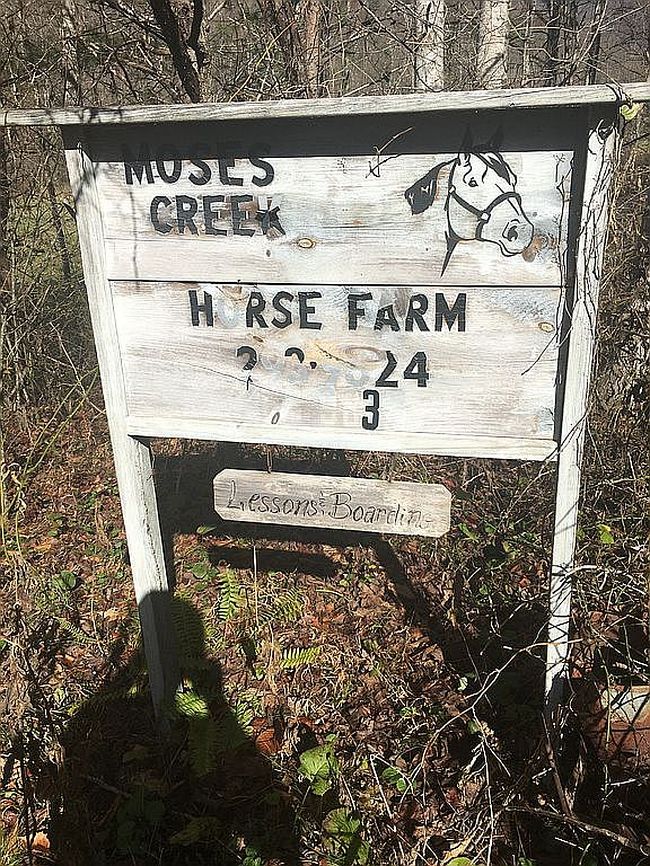 MOSES
CREEK
HORSE FARM
24
3
Lessons & Boarding